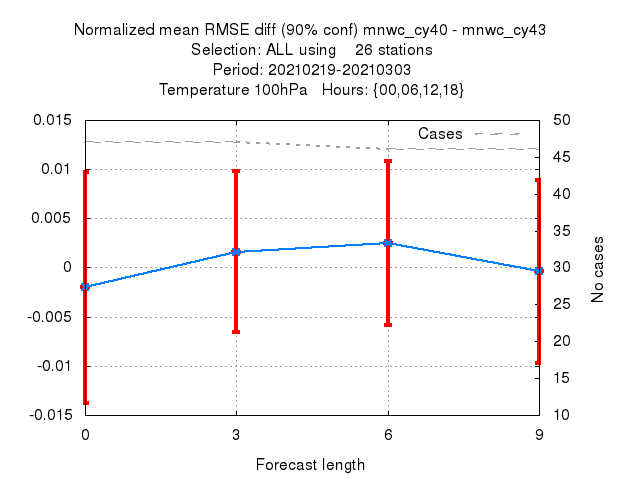 Normalized mean RMSE diff (90% conf) mnwc_cy40 - mnwc_cy43
Selection: ALL using    26 stations
Period: 20210219-20210303
Temperature 100hPa   Hours: {00,06,12,18}
Cases
0.015
0.01
0.005
0
-0.005
-0.01
-0.015
50
45
40
35
30
25
20
15
10
No cases
0
3
6
9
Forecast length